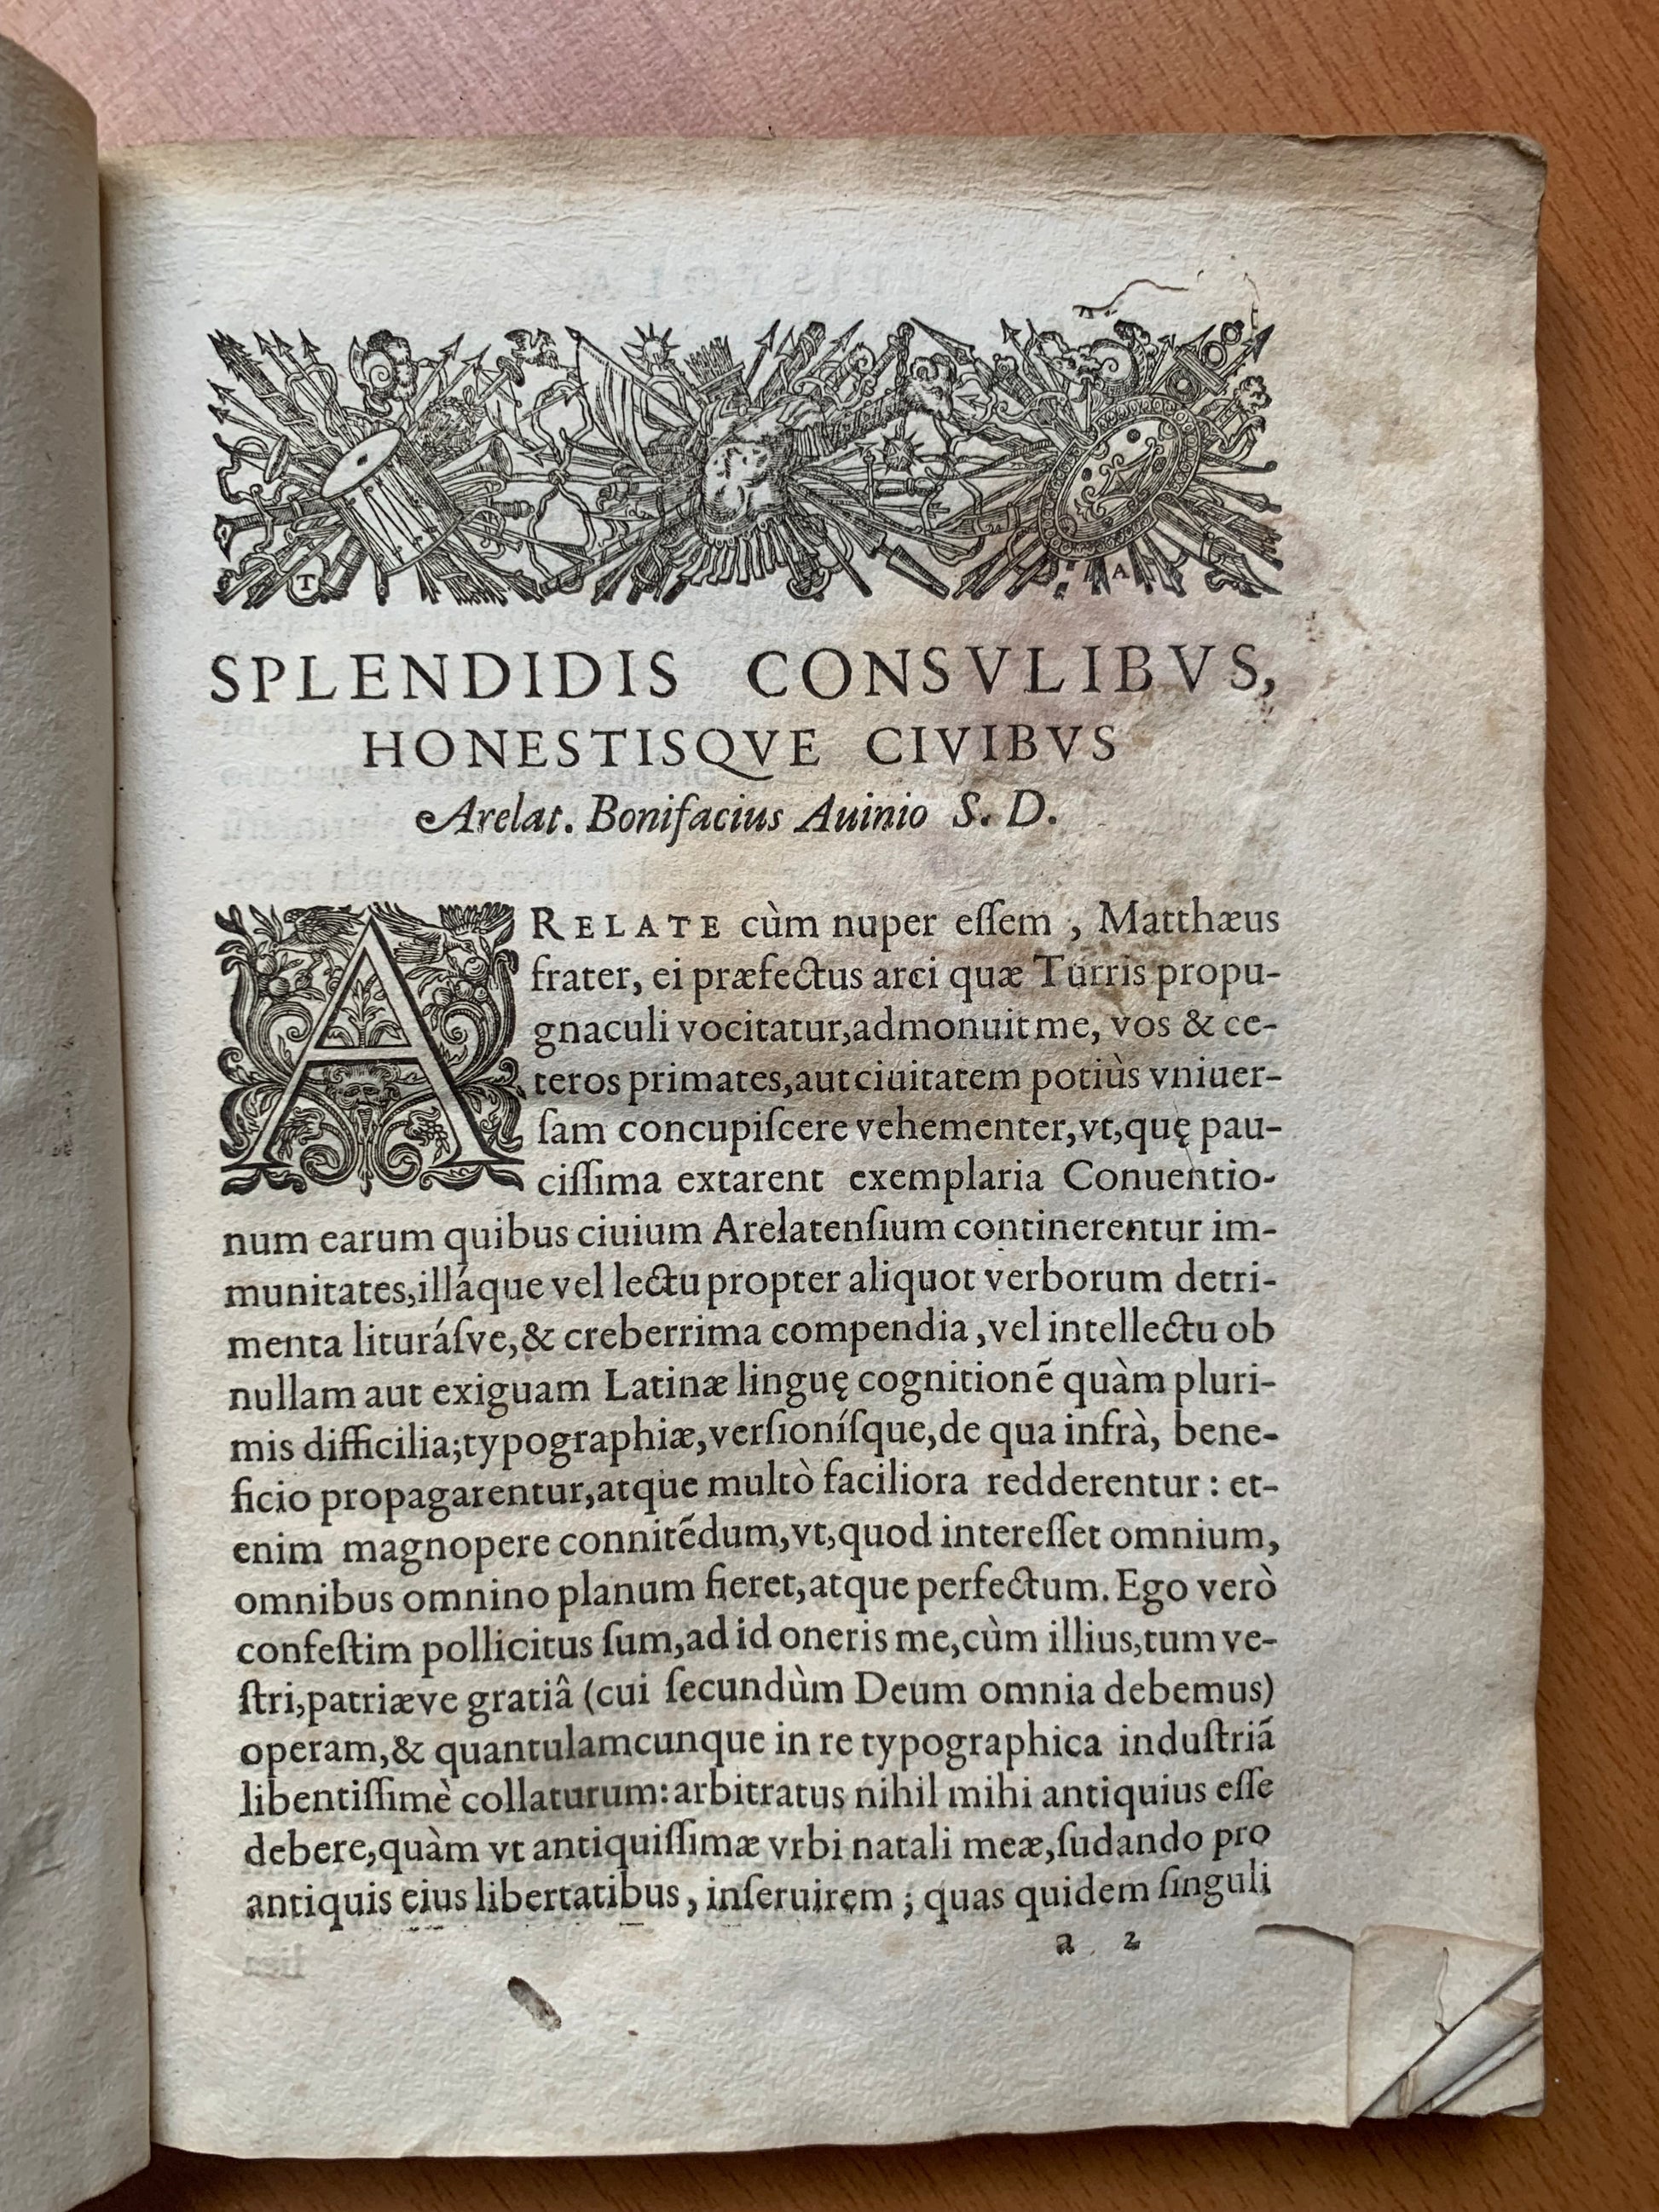 T
A
SPLENDIDIS CONSVLIBVS,
HONESTISQVE CIVIBVS
Arelat. Bonifacius Auinio S. D.
ARELATE cùm nuper eſſem , Matthæus
frater, ei præfectus arci quæ Turris propu-
gnaculi vocitatur,admonuit me, vos & ce-
teros primates,aut ciuitatem potiùs vniuer-
ſam concupiſcere vehementer,vt,quę pau-
ciſſima extarent exemplaria Conuentio-
num earum quibus ciuium Arelatenſium continerentur im-
munitates,illáque vel lectu propter aliquot verborum detri-
menta lituráſve,& creberrima compendia ,vel intellectu ob
nullam aut exiguam Latinæ linguę cognitionẽ quàm pluri-
mis difficilia;typographiæ,verſioníſque,de qua infrà, bene-
ficio propagarentur,atque multò faciliora redderentur : et-
enim magnopere connitẽdum,vt,quod intereſſet omnium,
omnibus omnino planum fieret,atque perfectum. Ego verò
confeſtim pollicitus ſum,ad id oneris me,cùm illius,tum ve-
ſtri,patriæve gratiâ (cui ſecundùm Deum omnia debemus)
operam,& quantulamcunque in re typographica induſtriã
libentiſſimè collaturum:arbitratus nihil mihi antiquius eſſe
debere,quàm vt antiquiſſimæ vrbi natali meæ,ſudando pro
antiquis eius libertatibus , inſeruirem ; quas quidem ſinguli
a 2